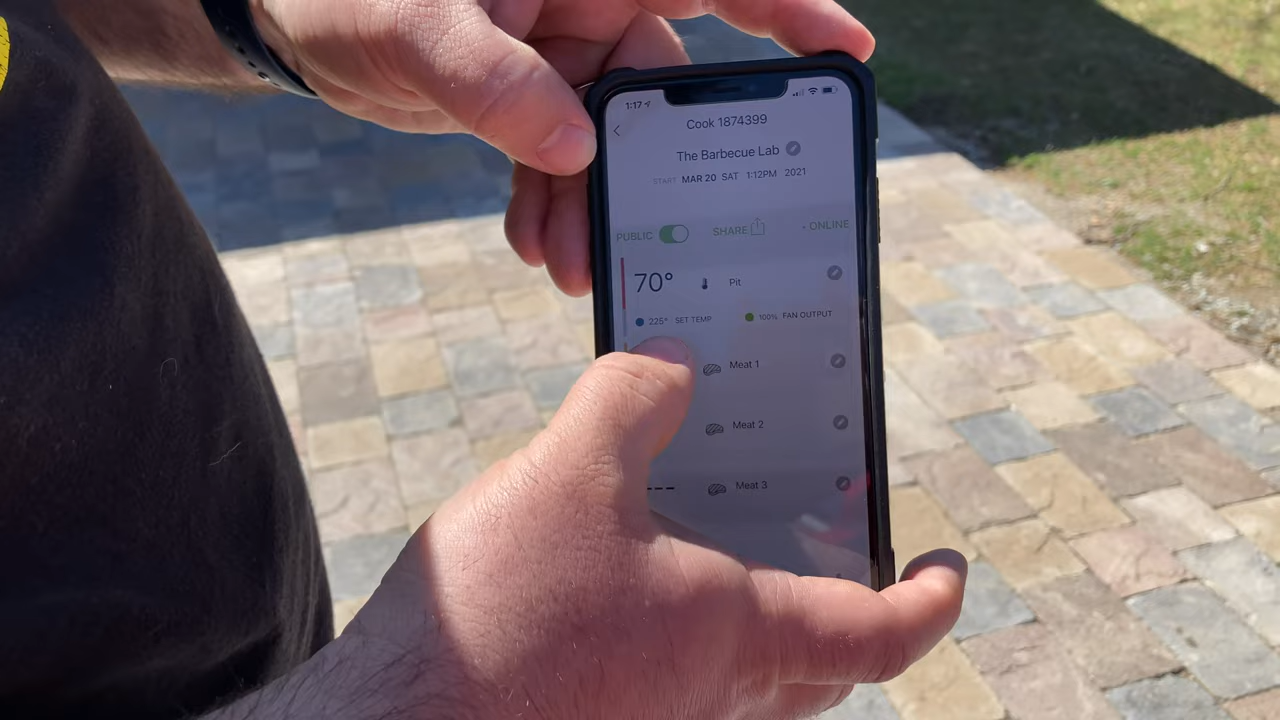 1:17
Cook 1874399
The Barbecue Lab
START MAR 20 SAT 1:12PM 2021
PUBLIC SHARE • ONLINE
70° Pit
225° SET TEMP 100% FAN OUTPUT
Meat 1
Meat 2
--- Meat 3